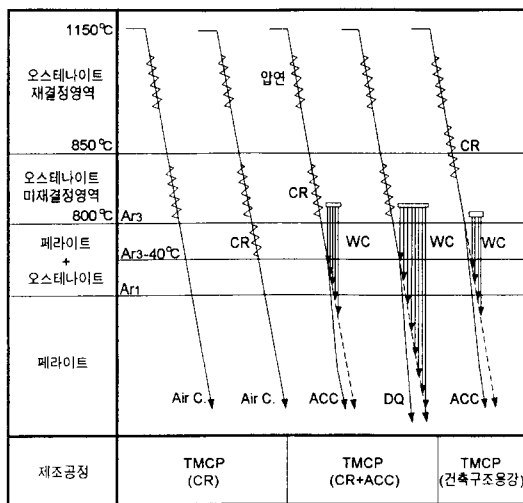 1150℃
오스테나이트
재결정영역
압연
850℃
CR
오스테나이트
미재결정영역
CR
800℃
Ar3
CR
WC
WC
WC
페라이트
+
오스테나이트
Ar3-40℃
Ar1
페라이트
Air C.
Air C.
ACC
DQ
ACC
제조공정
TMCP
(CR)
TMCP
(CR+ACC)
TMCP
(건축구조용강)